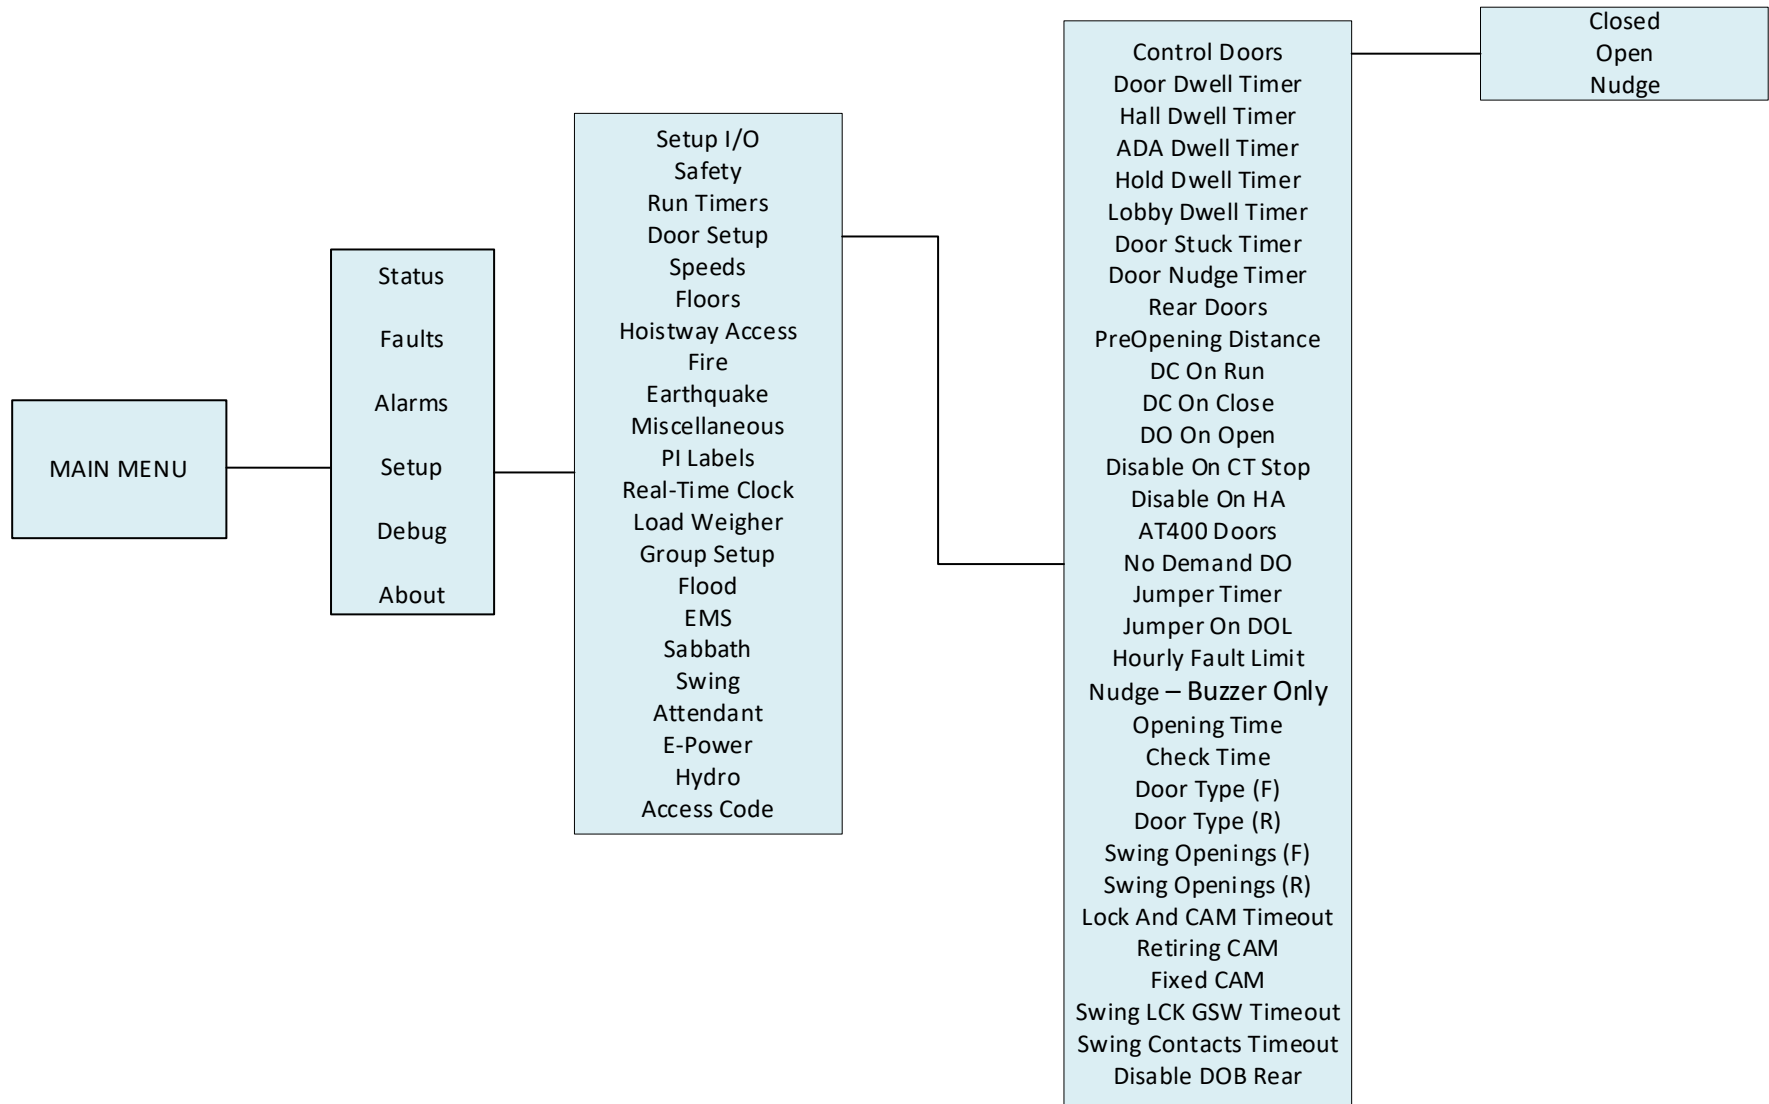 MAIN MENU
Status
Faults
Alarms
Setup
Debug
About
Setup I/O
Safety
Run Timers
Door Setup
Speeds
Floors
Hoistway Access
Fire
Earthquake
Miscellaneous
PI Labels
Real-Time Clock
Load Weigher
Group Setup
Flood
EMS
Sabbath
Swing
Attendant
E-Power
Hydro
Access Code
Control Doors
Door Dwell Timer
Hall Dwell Timer
ADA Dwell Timer
Hold Dwell Timer
Lobby Dwell Timer
Door Stuck Timer
Door Nudge Timer
Rear Doors
PreOpening Distance
DC On Run
DC On Close
DO On Open
Disable On CT Stop
Disable On HA
AT400 Doors
No Demand DO
Jumper Timer
Jumper On DOL
Hourly Fault Limit
Nudge – Buzzer Only
Opening Time
Check Time
Door Type (F)
Door Type (R)
Swing Openings (F)
Swing Openings (R)
Lock And CAM Timeout
Retiring CAM
Fixed CAM
Swing LCK GSW Timeout
Swing Contacts Timeout
Disable DOB Rear
Closed
Open
Nudge